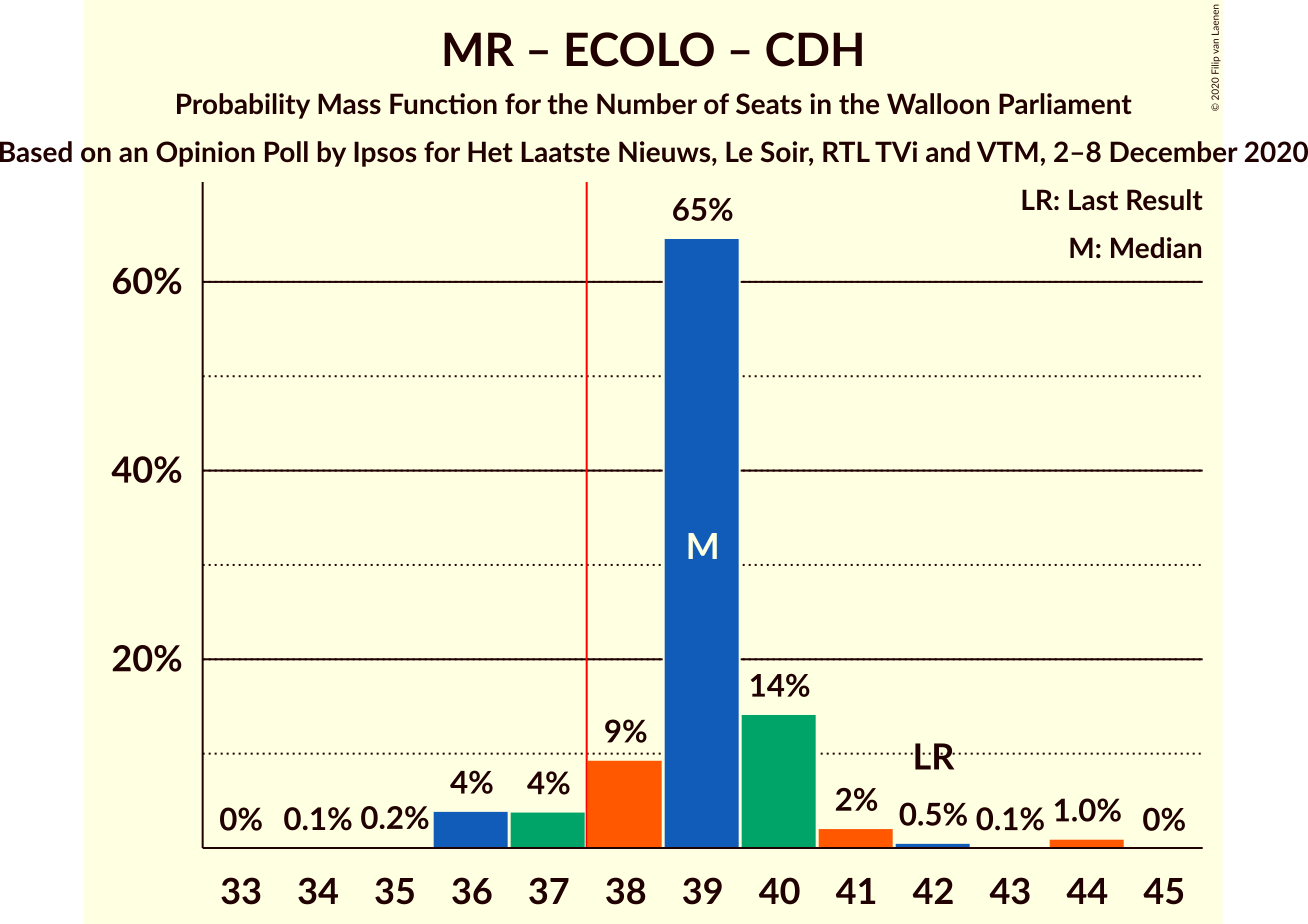 MR – ECOLO – CDH
Probability Mass Function for the Number of Seats in the Walloon Parliament
Based on an Opinion Poll by Ipsos for Het Laatste Nieuws, Le Soir, RTL TVi and VTM, 2–8 December 2020
© 2020 Filip van Laenen
LR: Last Result
M: Median
65%
60%
40%
M
20%
14%
9%
LR
4%
4%
2%
0%
0.1%
0.2%
0.5%
0.1%
1.0%
0%
33 34 35 36 37 38 39 40 41 42 43 44 45